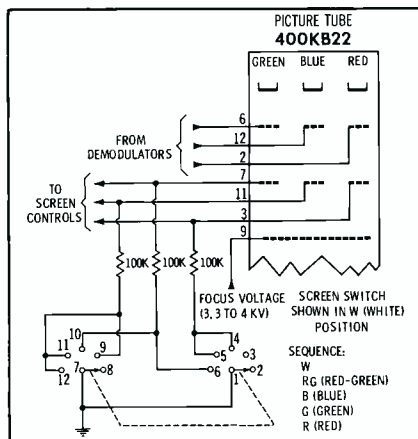 PICTURE TUBE
400KB22
GREEN BLUE RED
6
FROM
DEMODULATORS
12
2
7
TO
SCREEN
CONTROLS
11
3
9
100K 100K 100K
FOCUS VOLTAGE
(3, 3 TO 4 KV)
SCREEN SWITCH
SHOWN IN W (WHITE)
POSITION
10
11 9
12 7 8
4
5 3
6 1 2
SEQUENCE:
W
RG (RED-GREEN)
B (BLUE)
G (GREEN)
R (RED)